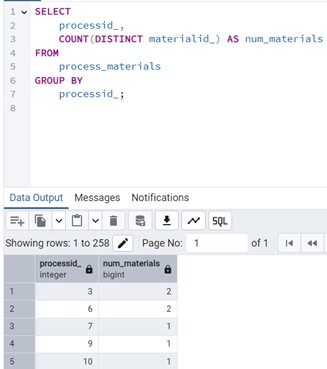 1 SELECT
2 processid_,
3 COUNT(DISTINCT materialid_) AS num_materials
4 FROM
5 process_materials
6 GROUP BY
7 processid_;
8
Data Output Messages Notifications
SQL
Showing rows: 1 to 258 Page No: 1 of 1
processid_ num_materials
integer bigint
1 3 2
2 6 2
3 7 1
4 9 1
5 10 1